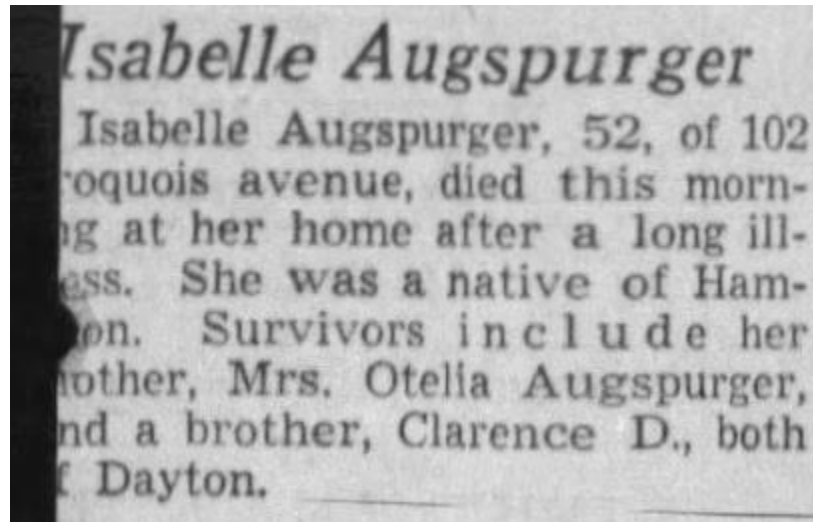 Isabelle Augspurger
Isabelle Augspurger, 52, of 102
roquois avenue, died this morn-
ng at her home after a long ill-
ess. She was a native of Ham-
on. Survivors include her
other, Mrs. Otelia Augspurger,
nd a brother, Clarence D., both
f Dayton.